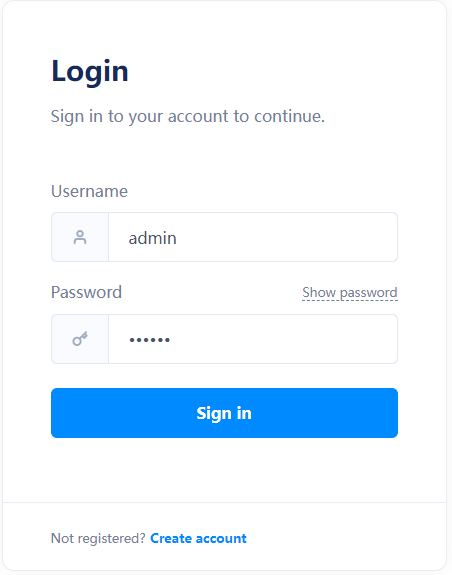 Login
Sign in to your account to continue.
Username
admin
Password Show password
••••••
Sign in
Not registered? Create account